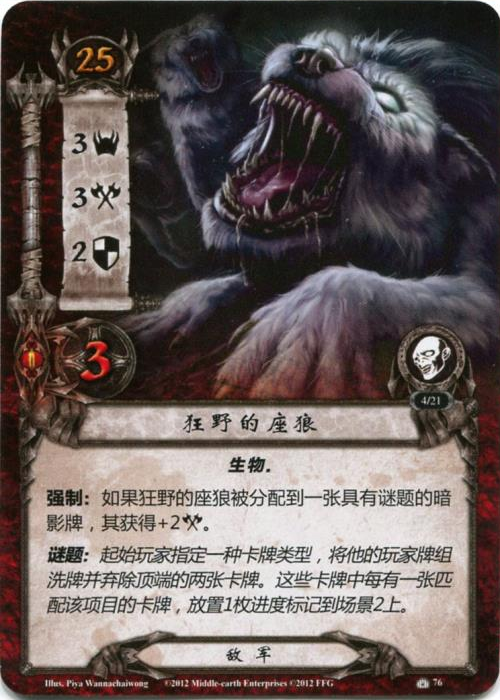 25
3
3
2
3
4/21
狂野的座狼
生物.
强制：如果狂野的座狼被分配到一张具有谜题的暗
影牌，其获得+2。
谜题：起始玩家指定一种卡牌类型，将他的玩家牌组
洗牌并弃除顶端的两张卡牌。这些卡牌中每有一张匹
配该项目的卡牌，放置1枚进度标记到场景2上。
敌军
Illus. Piya Wannachaiwong ©2012 Middle-earth Enterprises ©2012 FFG 76